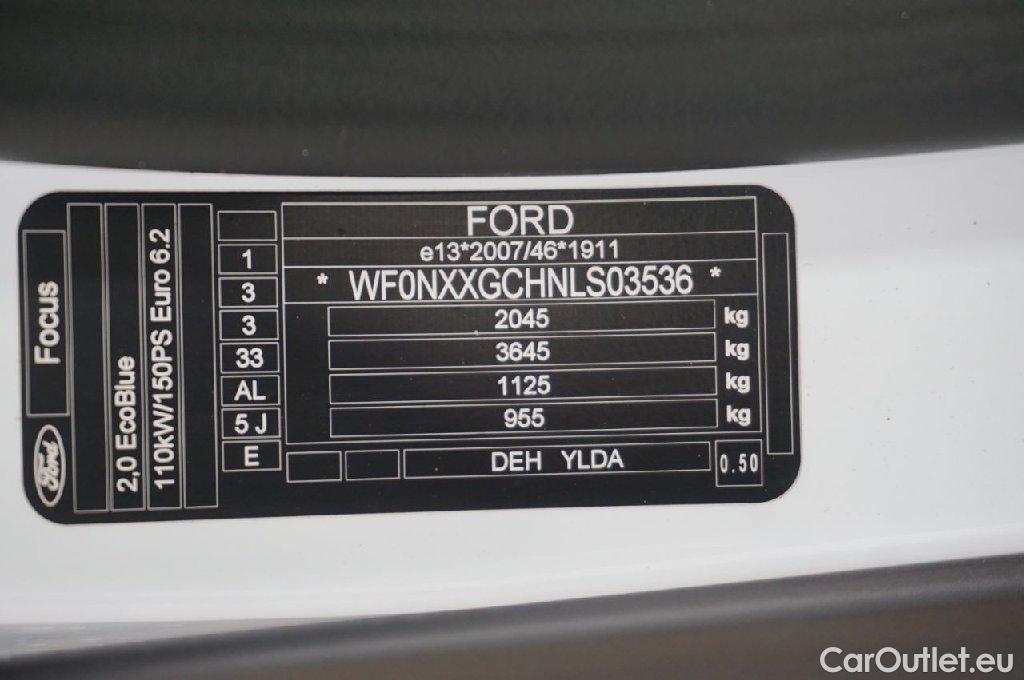 Focus
Ford
2,0 EcoBlue
110kW/150PS Euro 6.2
1
3
3
33
AL
5 J
E
FORD
e13*2007/46*1911
* WF0NXXGCHNLS03536 *
2045 kg
3645 kg
1125 kg
955 kg
DEH YLDA
0.50
CarOutlet.eu